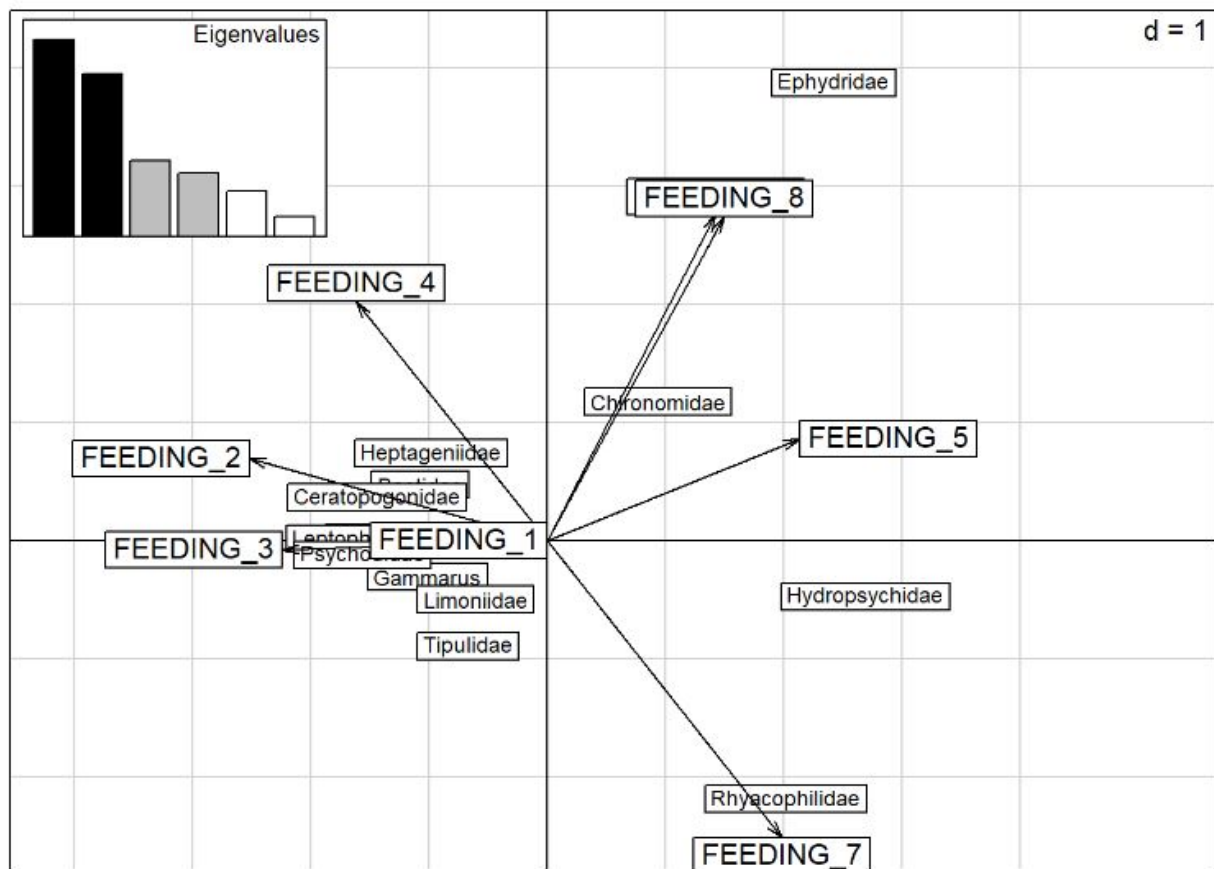 Eigenvalues
d = 1
Ephydridae
FEEDING_8
FEEDING_4
Chironomidae
FEEDING_5
Heptageniidae
FEEDING_2
Ceratopogonidae
FEEDING_1
FEEDING_3
Gammarus
Limoniidae
Hydropsychidae
Tipulidae
Rhyacophilidae
FEEDING_7